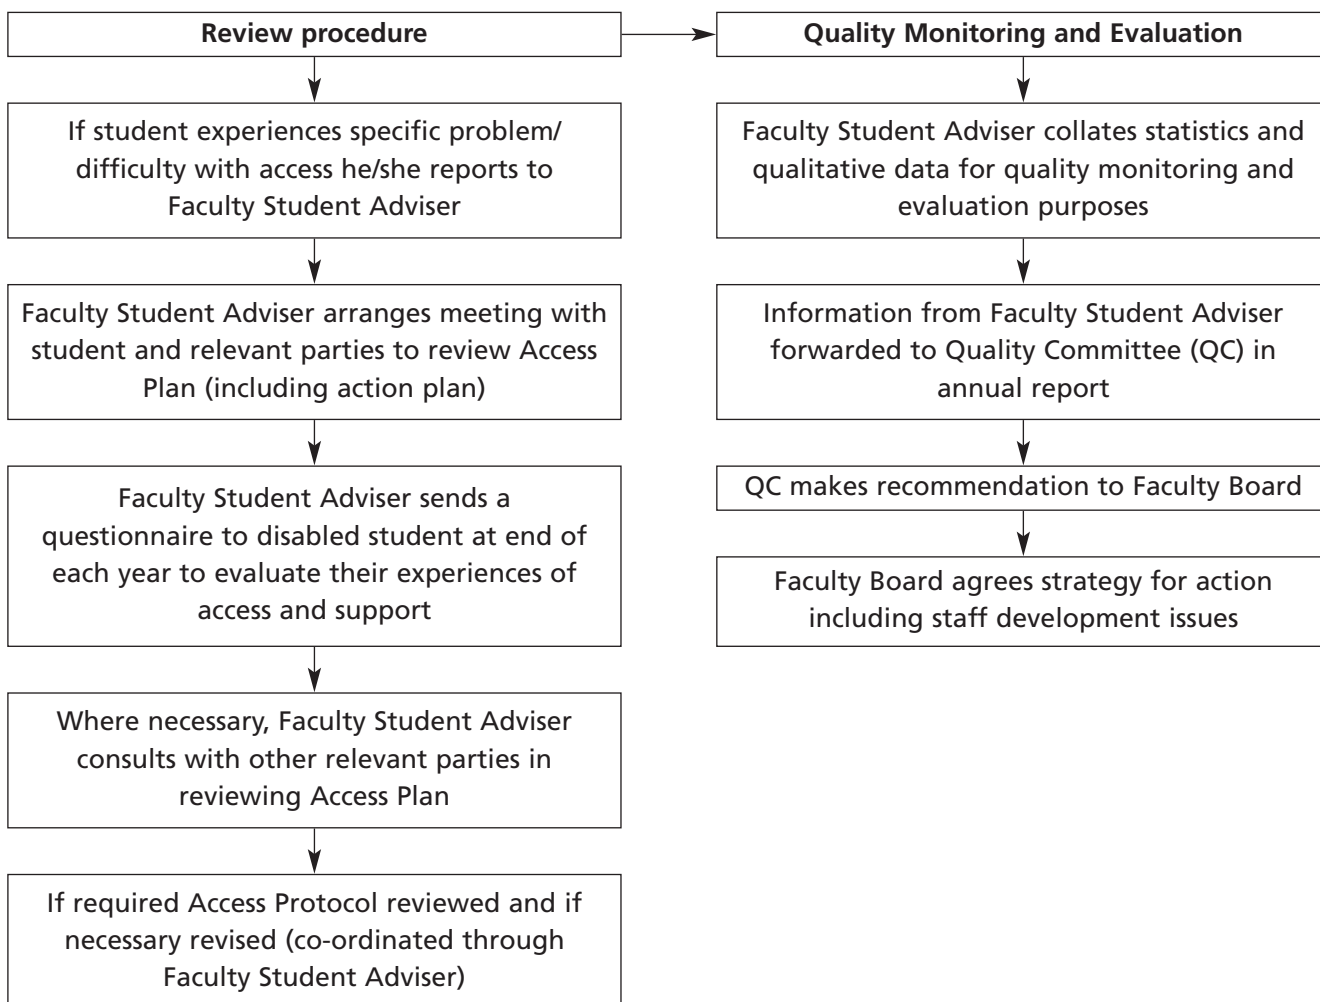 Review procedure
If student experiences specific problem/
difficulty with access he/she reports to
Faculty Student Adviser
Faculty Student Adviser arranges meeting with
student and relevant parties to review Access
Plan (including action plan)
Faculty Student Adviser sends a
questionnaire to disabled student at end of
each year to evaluate their experiences of
access and support
Where necessary, Faculty Student Adviser
consults with other relevant parties in
reviewing Access Plan
If required Access Protocol reviewed and if
necessary revised (co-ordinated through
Faculty Student Adviser)
Quality Monitoring and Evaluation
Faculty Student Adviser collates statistics and
qualitative data for quality monitoring and
evaluation purposes
Information from Faculty Student Adviser
forwarded to Quality Committee (QC) in
annual report
QC makes recommendation to Faculty Board
Faculty Board agrees strategy for action
including staff development issues